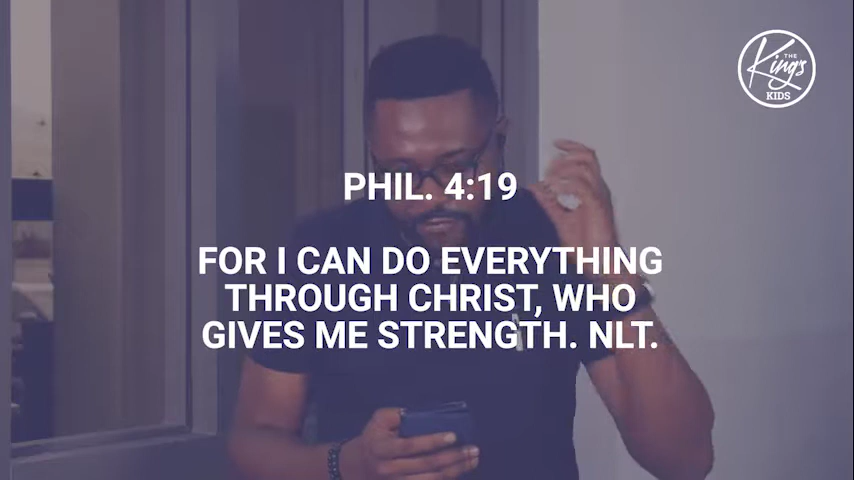 THE
King's
KIDS
PHIL. 4:19
FOR I CAN DO EVERYTHING
THROUGH CHRIST, WHO
GIVES ME STRENGTH. NLT.